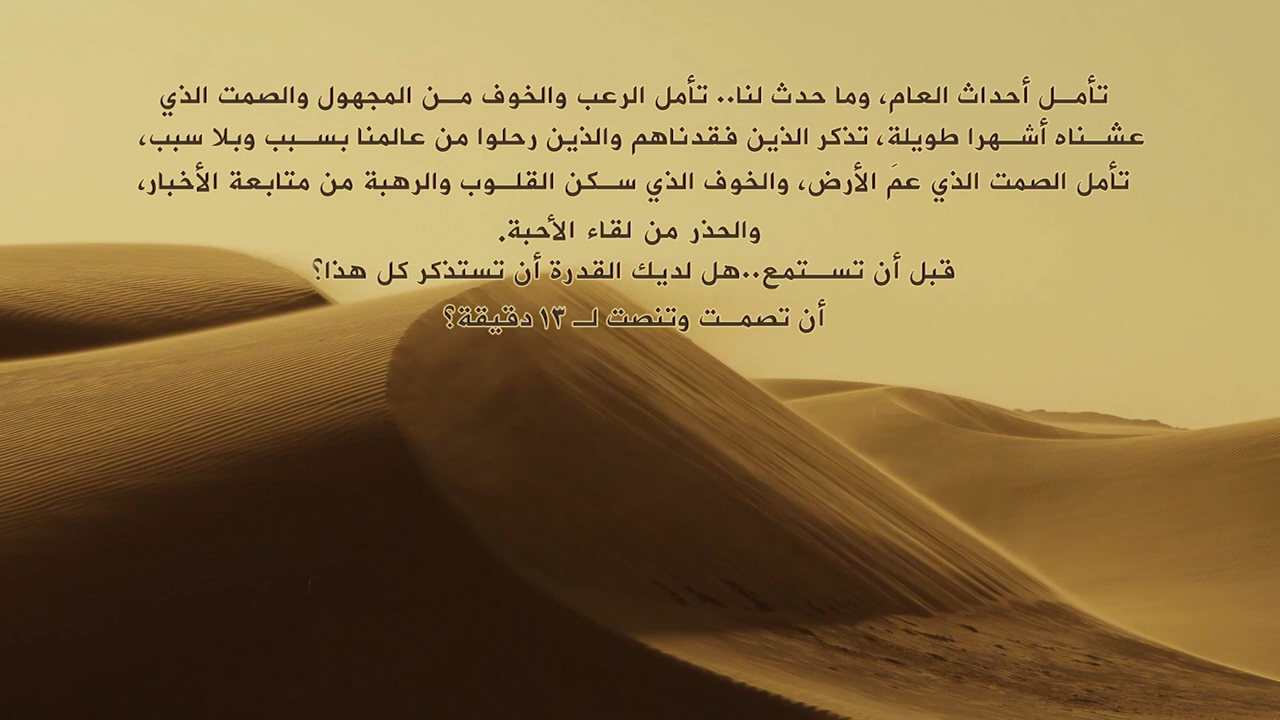 تأمل أحداث العام، وما حدث لنا.. تأمل الرعب والخوف من المجهول والصمت الذي
عشناه أشهرا طويلة، تذكر الذين فقدناهم والذين رحلوا من عالمنا بسبب وبلا سبب،
تأمل الصمت الذي عمَ الأرض، والخوف الذي سكن القلوب والرهبة من متابعة الأخبار،
والحذر من لقاء الأحبة.
قبل أن تستمع..هل لديك القدرة أن تستذكر كل هذا؟
أن تصمت وتنصت لـ ١٣ دقيقة؟